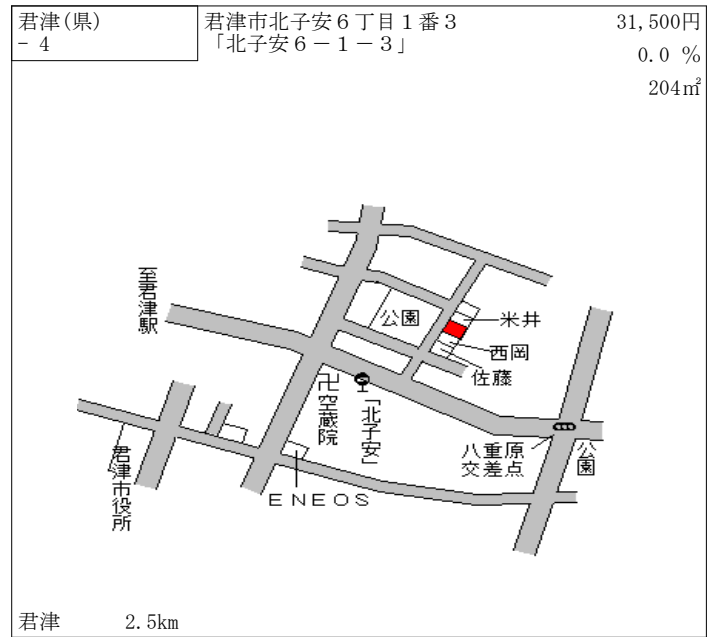 君津(県)
－4
君津市北子安６丁目１番３
「北子安６－１－３」
31,500円
0.0 %
204㎡
至君津駅
公園
米井
西岡
佐藤
卍空蔵院
「北子安」
八重原
交差点
公園
君津市役所
ＥＮＥＯＳ
君津 2.5km